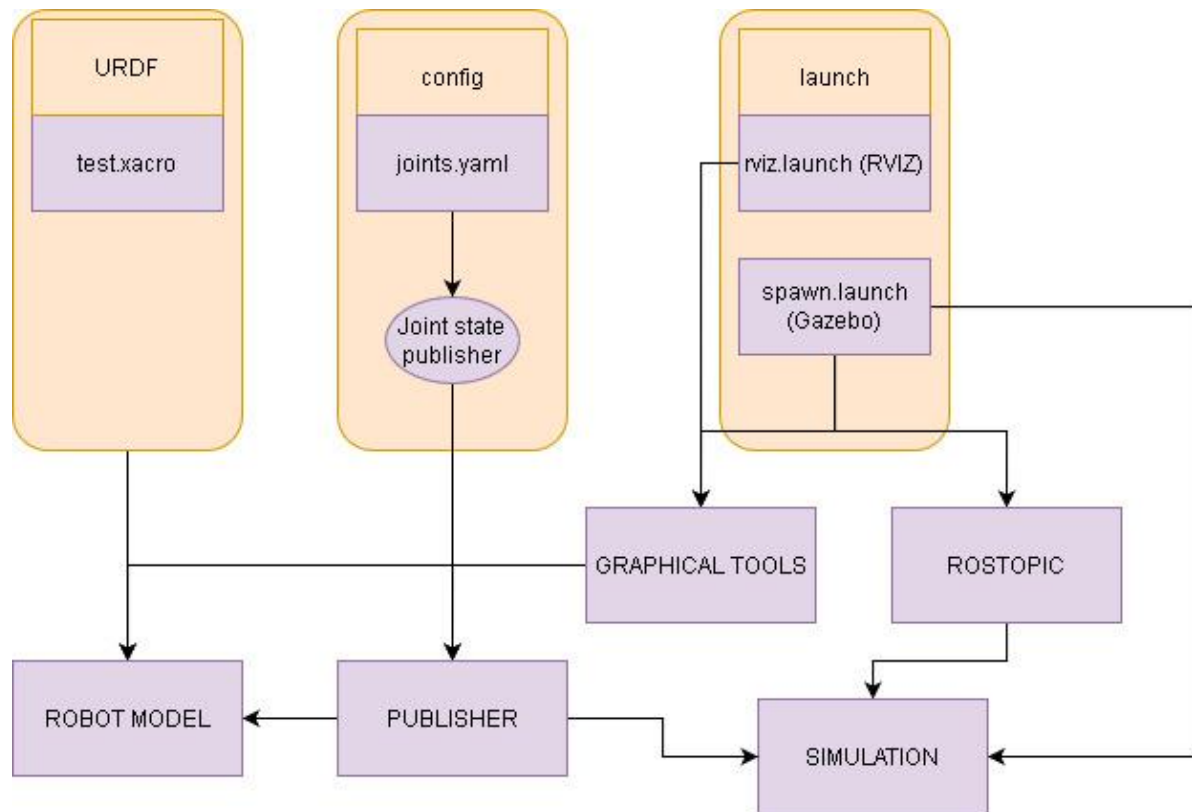 URDF
config
launch
test.xacro
joints.yaml
rviz.launch (RVIZ)
spawn.launch
(Gazebo)
Joint state
publisher
GRAPHICAL TOOLS
ROSTOPIC
ROBOT MODEL
PUBLISHER
SIMULATION